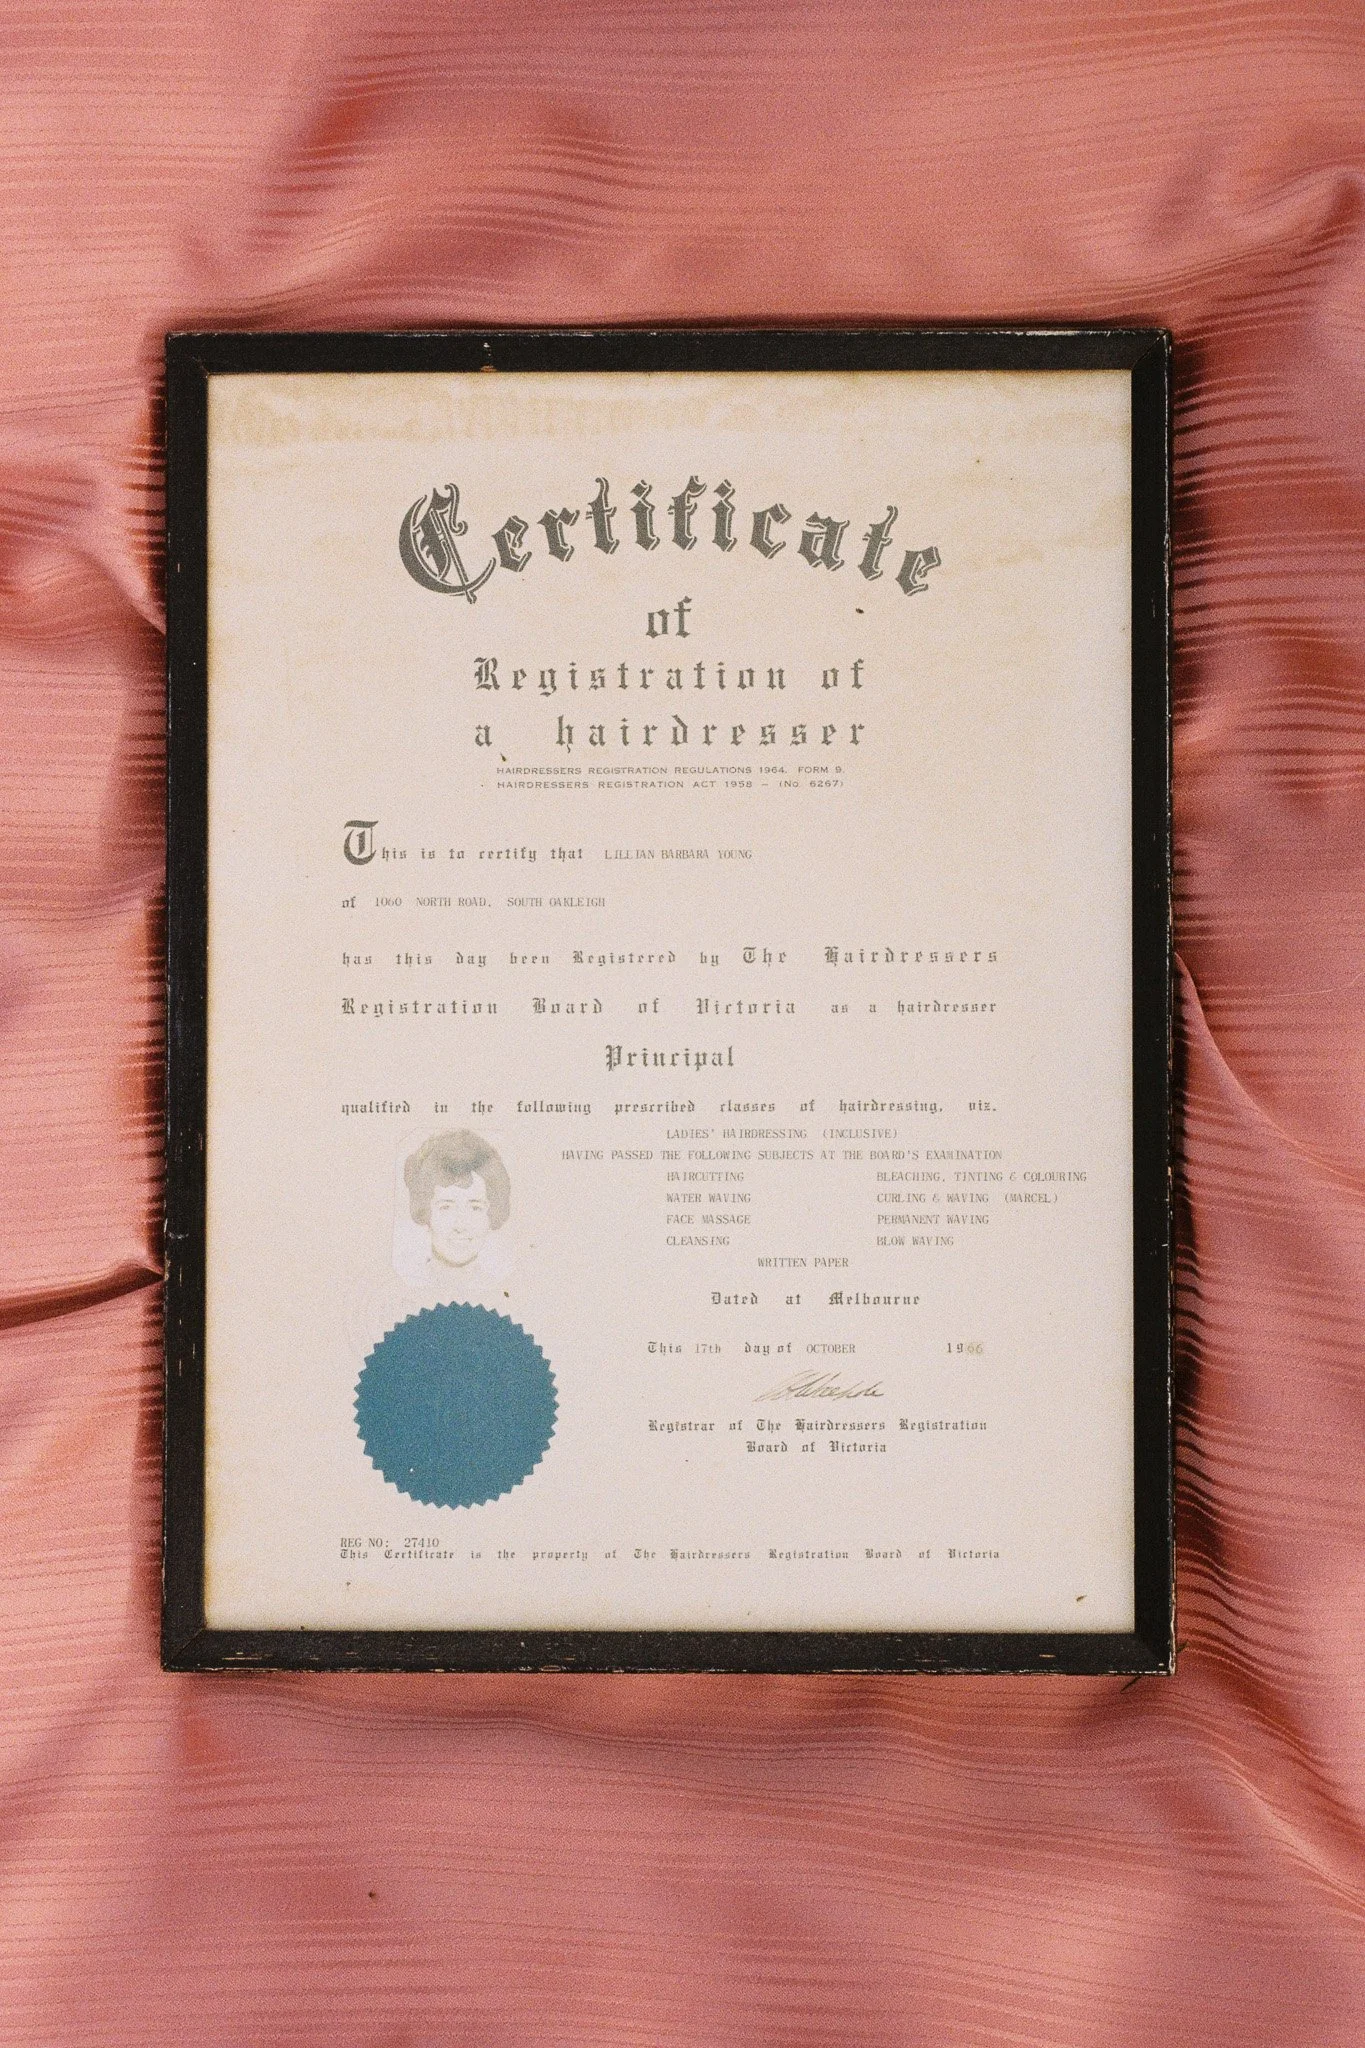 Certificate
of
Registration of
a hairdresser
HAIRDRESSERS REGISTRATION REGULATIONS 1964. FORM 9.
HAIRDRESSERS REGISTRATION ACT 1958 – (No. 6267)
This is to certify that LILLIAN BARBARA YOUNG
of 1060 NORTH ROAD, SOUTH OAKLEIGH
has this day been Registered by The Hairdressers
Registration Board of Victoria as a hairdresser
Principal
qualified in the following prescribed classes of hairdressing, viz.
LADIES' HAIRDRESSING (INCLUSIVE)
HAVING PASSED THE FOLLOWING SUBJECTS AT THE BOARD'S EXAMINATION
HAIRCUTTING BLEACHING, TINTING & COLOURING
WATER WAVING CURLING & WAVING (MARCEL)
FACE MASSAGE PERMANENT WAVING
CLEANSING BLOW WAVING
WRITTEN PAPER
Dated at Melbourne
This 17th day of OCTOBER 1966
Registrar of The Hairdressers Registration
Board of Victoria
REG NO: 27410
This Certificate is the property of The Hairdressers Registration Board of Victoria